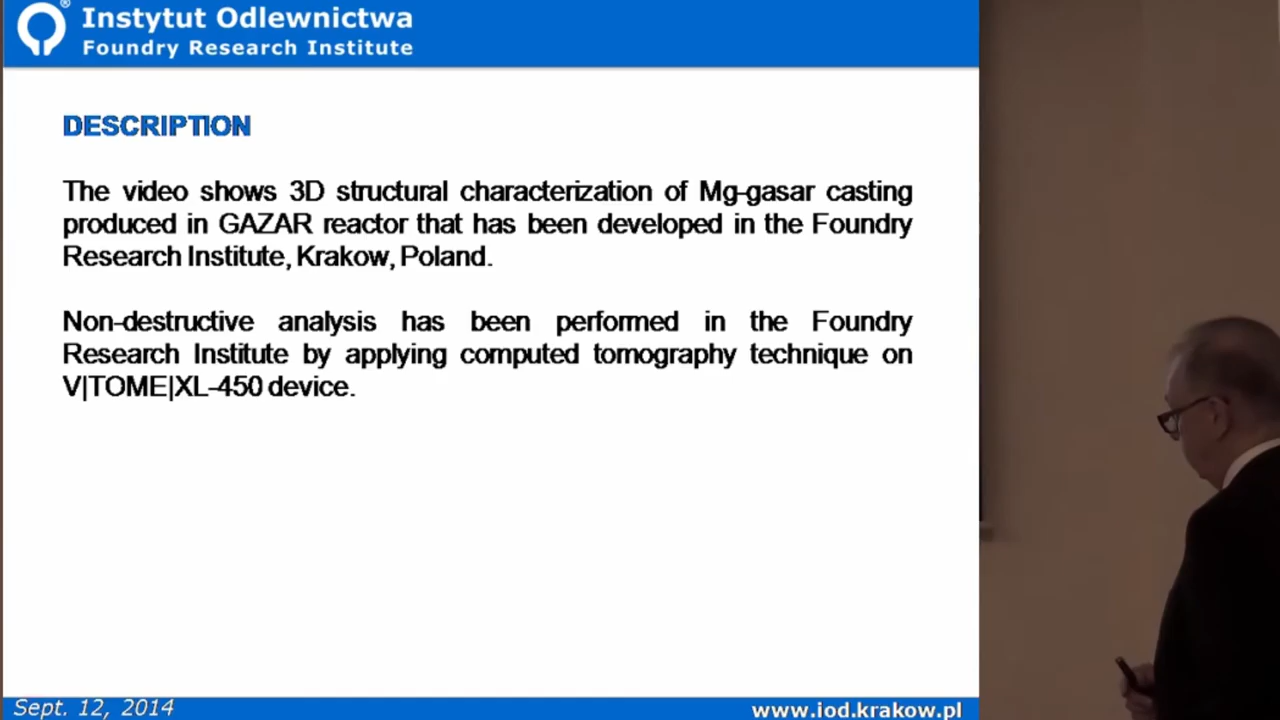 Instytut Odlewnictwa
Foundry Research Institute
DESCRIPTION
The video shows 3D structural characterization of Mg-gasar casting
produced in GAZAR reactor that has been developed in the Foundry
Research Institute, Krakow, Poland.
Non-destructive analysis has been performed in the Foundry
Research Institute by applying computed tomography technique on
V|TOME|XL-450 device.
Sept. 12, 2014
www.iod.krakow.pl